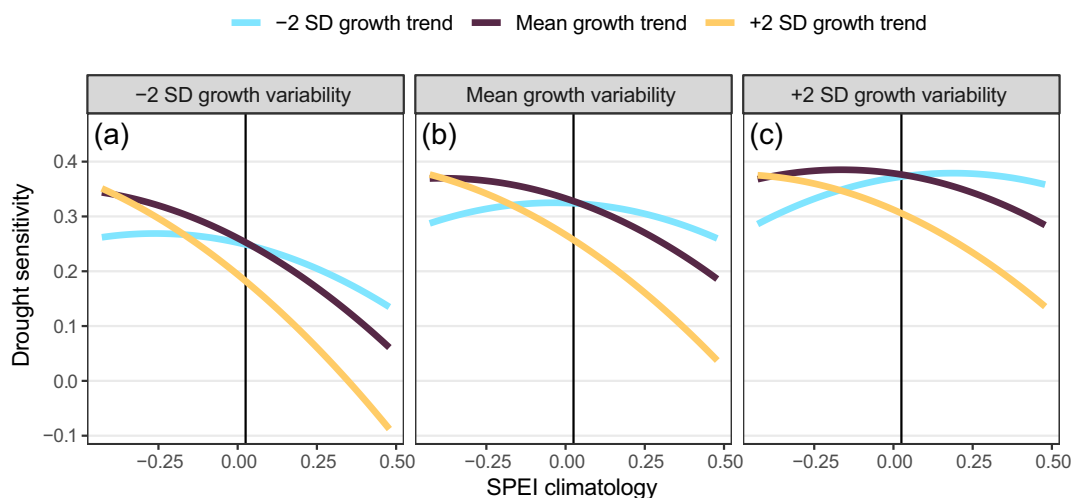 −2 SD growth trend Mean growth trend +2 SD growth trend
−2 SD growth variability Mean growth variability +2 SD growth variability
(a) (b) (c)
0.4
0.3
0.2
0.1
0.0
−0.1
Drought sensitivity
−0.25 0.00 0.25 0.50 −0.25 0.00 0.25 0.50 −0.25 0.00 0.25 0.50
SPEI climatology